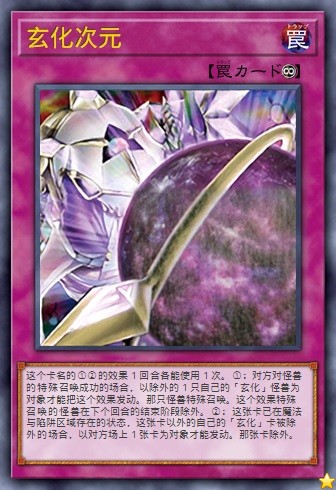 玄化次元
トラップ
罠
【罠カード♾】
这个卡名的①②的效果1回合各能使用1次。①:对方对怪兽
的特殊召唤成功的场合,以除外的1只自己的「玄化」怪兽为
对象才能把这个效果发动。那只怪兽特殊召唤。这个效果特殊
召唤的怪兽在下个回合的结束阶段除外。②:这张卡已在魔法
与陷阱区域存在的状态,这张卡以外的自己的「玄化」卡被除
外的场合,以对方场上1张卡为对象才能发动。那张卡除外。